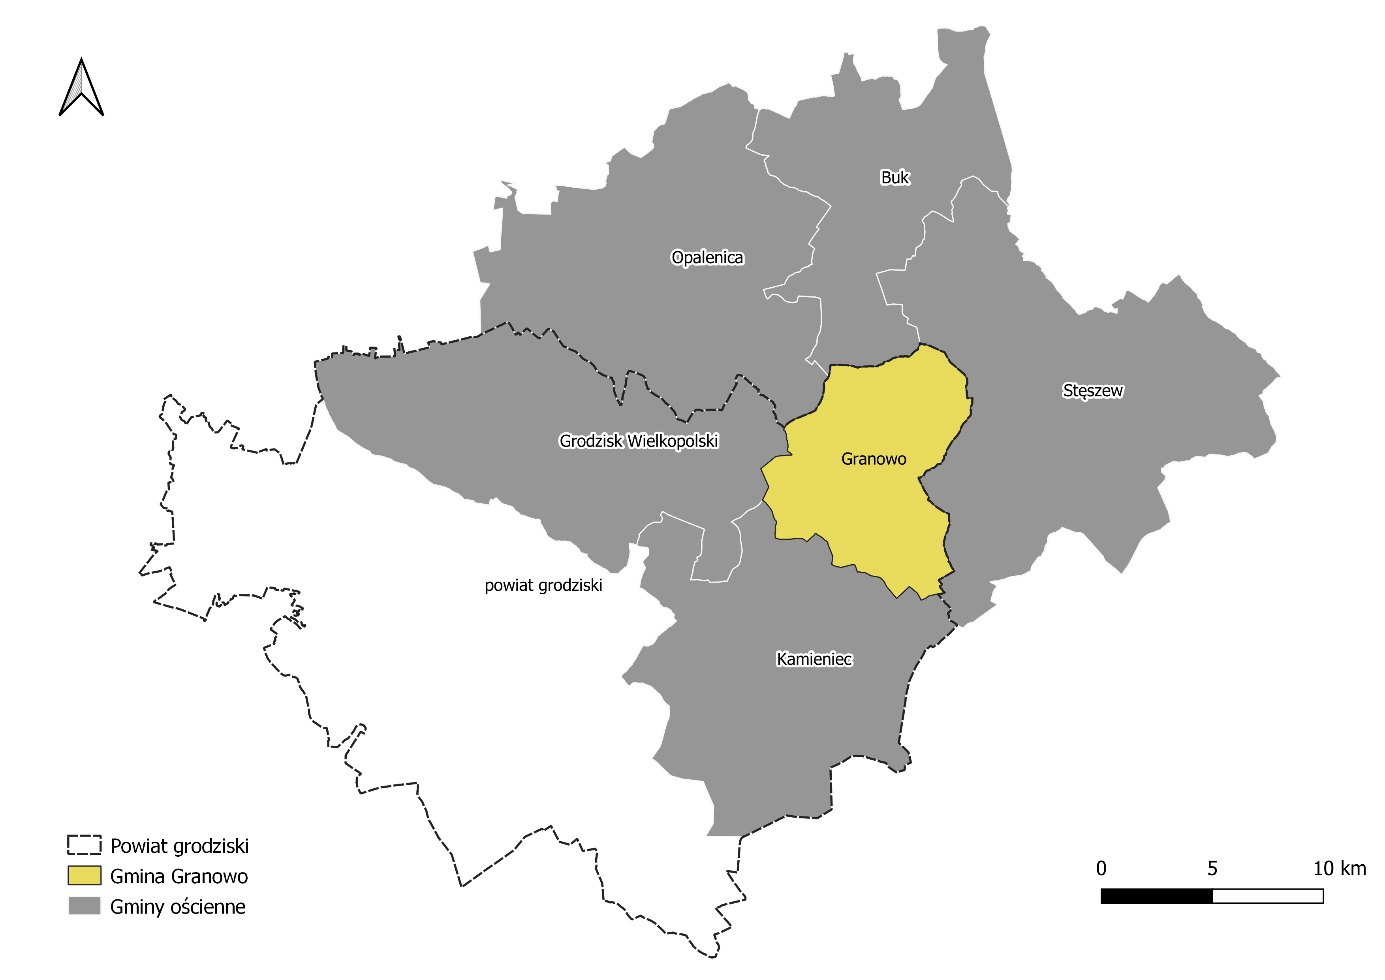 Buk
Opalenica
Stęszew
Grodzisk Wielkopolski
Granowo
powiat grodziski
Kamieniec
Powiat grodziski
Gmina Granowo
Gminy ościenne
0 5 10 km